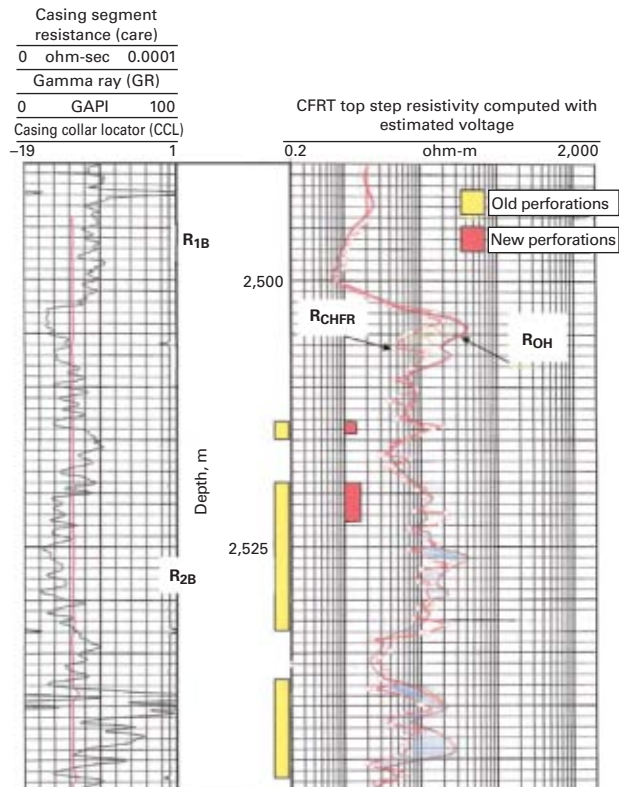 Casing segment
resistance (care)
0 ohm-sec 0.0001
Gamma ray (GR)
0 GAPI 100
Casing collar locator (CCL)
–19 1
CFRT top step resistivity computed with
estimated voltage
0.2 ohm-m 2,000
Old perforations
New perforations
R1B
2,500
RCHFR
ROH
Depth, m
2,525
R2B